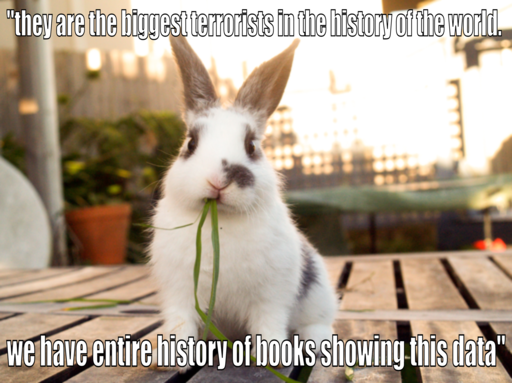 "they are the biggest terrorists in the history of the world.
we have entire history of books showing this data"